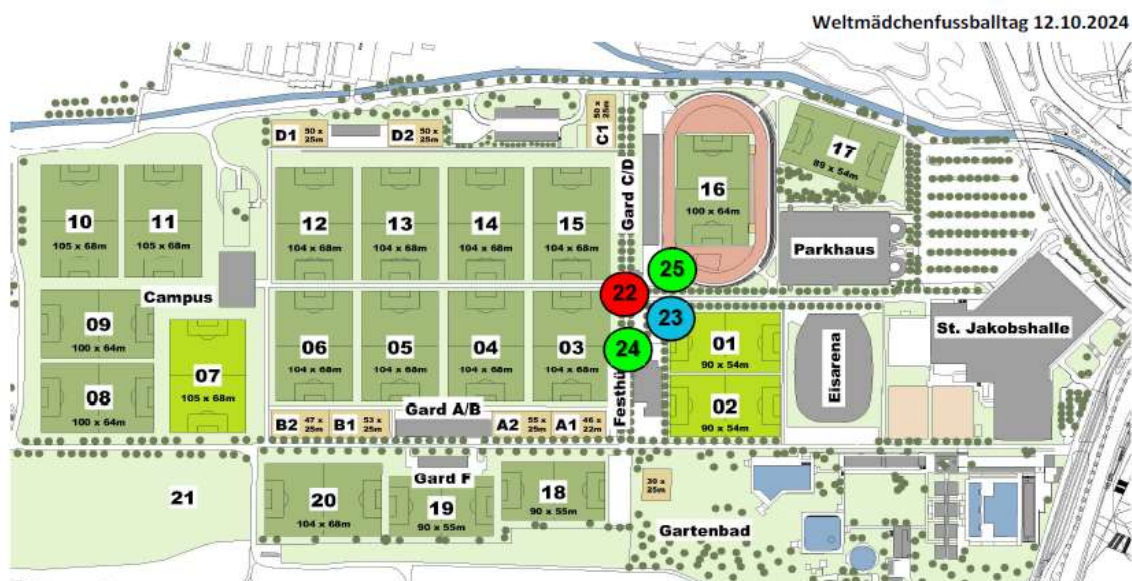 Weltmädchenfussballtag 12.10.2024
D1
50 x
25m
D2
50 x
25m
C1
50 x
25m
Gard C/D
17
89 x 54m
10
105 x 68m
11
105 x 68m
12
104 x 68m
13
104 x 68m
14
104 x 68m
15
104 x 68m
16
100 x 64m
Parkhaus
Campus
25
22
23
24
09
100 x 64m
08
100 x 64m
07
105 x 68m
06
104 x 68m
05
104 x 68m
04
104 x 68m
03
104 x 68m
01
90 x 54m
02
90 x 54m
Eisarena
St. Jakobshalle
B2
47 x
25m
B1
53 x
25m
Gard A/B
A2
55 x
25m
A1
46 x
22m
21
20
104 x 68m
Gard F
19
90 x 55m
18
90 x 55m
30 x
25m
Gartenbad